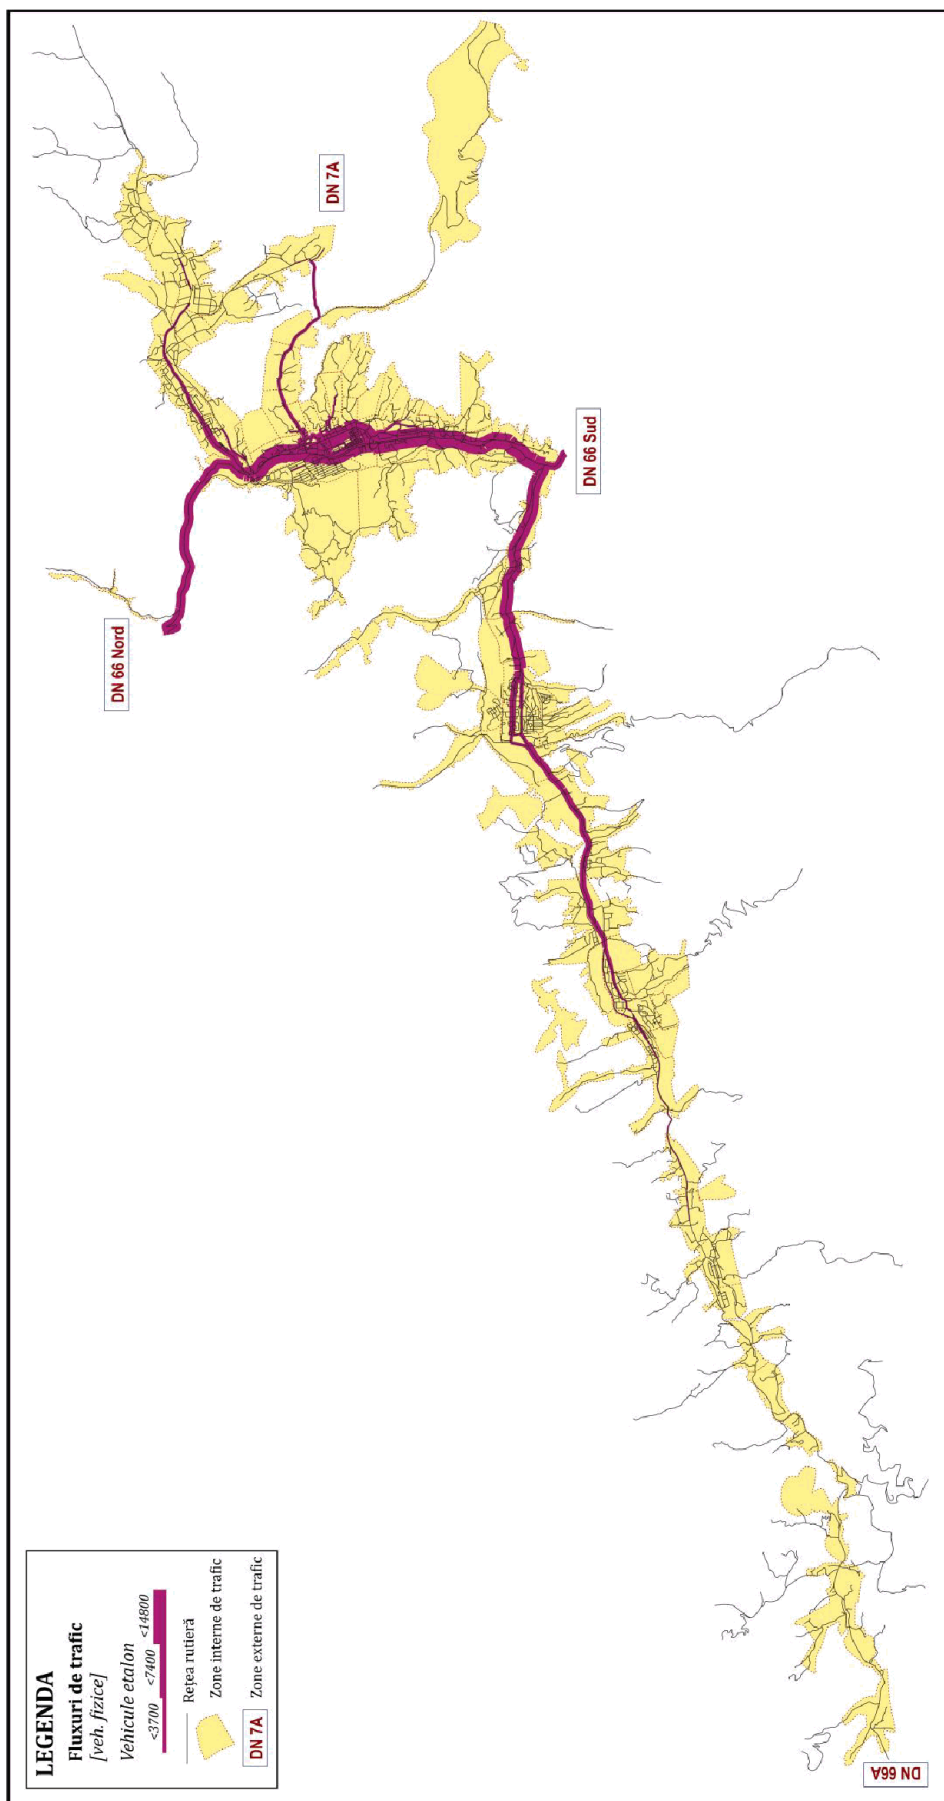 DN 7A
DN 66 Sud
DN 66 Nord
DN 66A
LEGENDA
Fluxuri de trafic
[veh. fizice]
Vehicule etalon
<3700 <7400 <14800
Rețea rutieră
Zone interne de trafic
DN 7A Zone externe de trafic